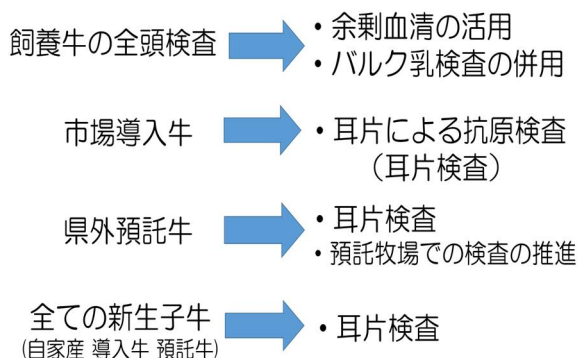 飼養牛の全頭検査
・余剰血清の活用
・バルク乳検査の併用
市場導入牛
・耳片による抗原検査
(耳片検査)
県外預託牛
・耳片検査
・預託牧場での検査の推進
全ての新生子牛
(自家産 導入牛 預託牛)
・耳片検査